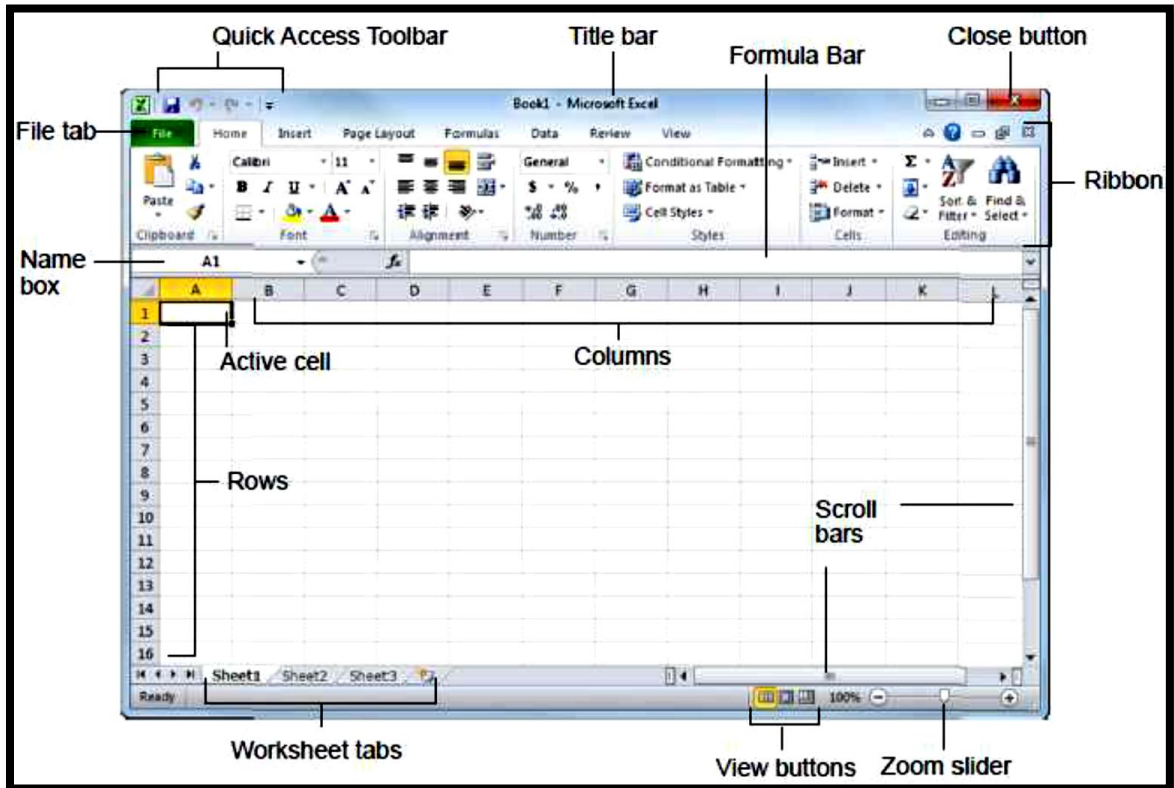 Quick Access Toolbar
Title bar
Formula Bar
Close button
Book1 - Microsoft Excel
File tab
File Home Insert Page Layout Formulas Data Review View
Ribbon
Calibri 11 General Conditional Formatting Insert Σ
Paste B I U A A $ % , Format as Table Delete
A Cell Styles Format Sort & Filter Find & Select
Clipboard Font Alignment Number Styles Cells Editing
Name box
A1 fx
A B C D E F G H I J K L
1
2
Active cell
Columns
3
4
5
6
7
8
Rows
9
10
Scroll bars
11
12
13
14
15
16
Sheet1 Sheet2 Sheet3
Ready 100%
Worksheet tabs
View buttons
Zoom slider